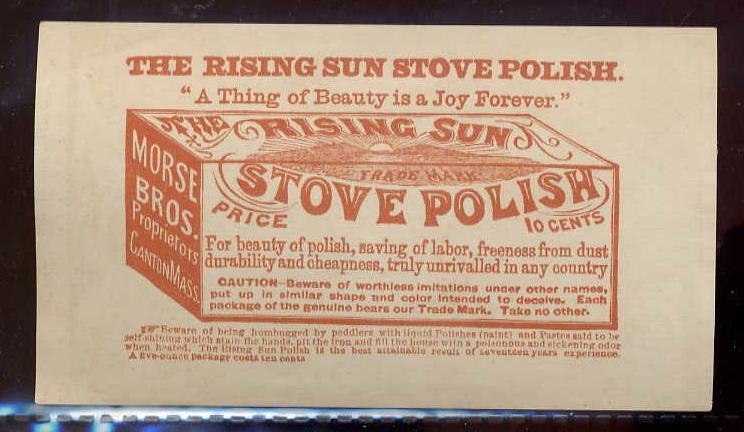 THE RISING SUN STOVE POLISH.
“A Thing of Beauty is a Joy Forever.”
THE RISING SUN
TRADE MARK
STOVE POLISH
PRICE 10 CENTS
MORSE
BROS.
Proprietors
CANTON MASS.
For beauty of polish, saving of labor, freeness from dust
durability and cheapness, truly unrivalled in any country
CAUTION—Beware of worthless imitations under other names,
put up in similar shape and color intended to deceive. Each
package of the genuine bears our Trade Mark. Take no other.
☞ Beware of being humbugged by peddlers with liquid Polishes (paint) and Pastes said to be
self-shining which stain the hands, pit the iron and fill the house with a poisonous and sickening odor
when heated. The Rising Sun Polish is the best attainable result of seventeen years experience.
A five-ounce package costs ten cents